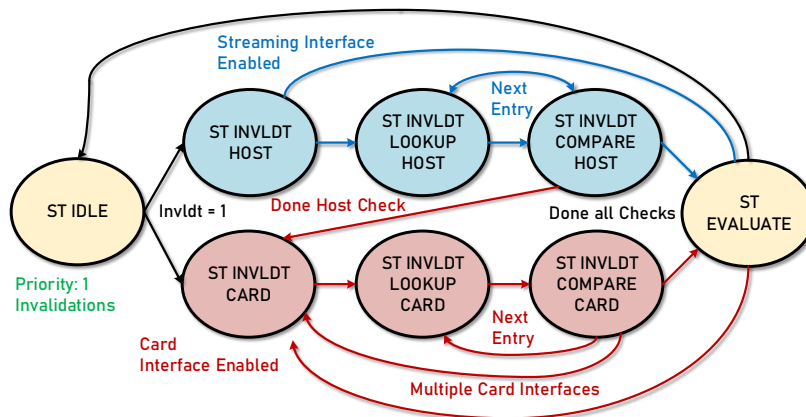 Streaming Interface
Enabled
Next
Entry
ST INVLDT
HOST
ST INVLDT
LOOKUP
HOST
ST INVLDT
COMPARE
HOST
ST IDLE
Invldt = 1
Done Host Check
Done all Checks
ST
EVALUATE
Priority: 1
Invalidations
ST INVLDT
CARD
ST INVLDT
LOOKUP
CARD
ST INVLDT
COMPARE
CARD
Next
Entry
Card
Interface Enabled
Multiple Card Interfaces